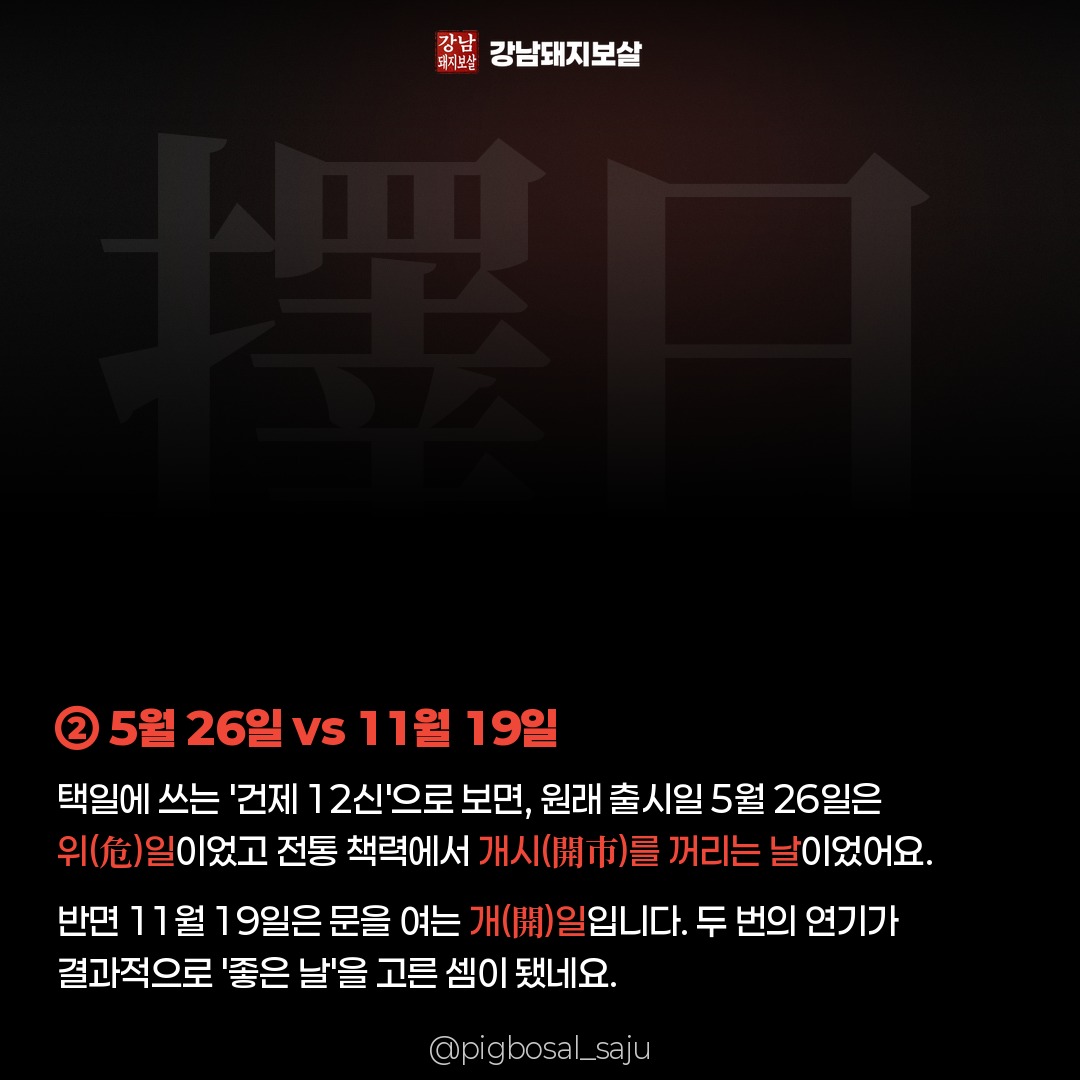 강남
돼지보살
강남돼지보살
擇日
② 5월 26일 vs 11월 19일
택일에 쓰는 '건제 12신'으로 보면, 원래 출시일 5월 26일은
위(危)일이었고 전통 책력에서 개시(開市)를 꺼리는 날이었어요.
반면 11월 19일은 문을 여는 개(開)일입니다. 두 번의 연기가
결과적으로 '좋은 날'을 고른 셈이 됐네요.
@pigbosal_saju